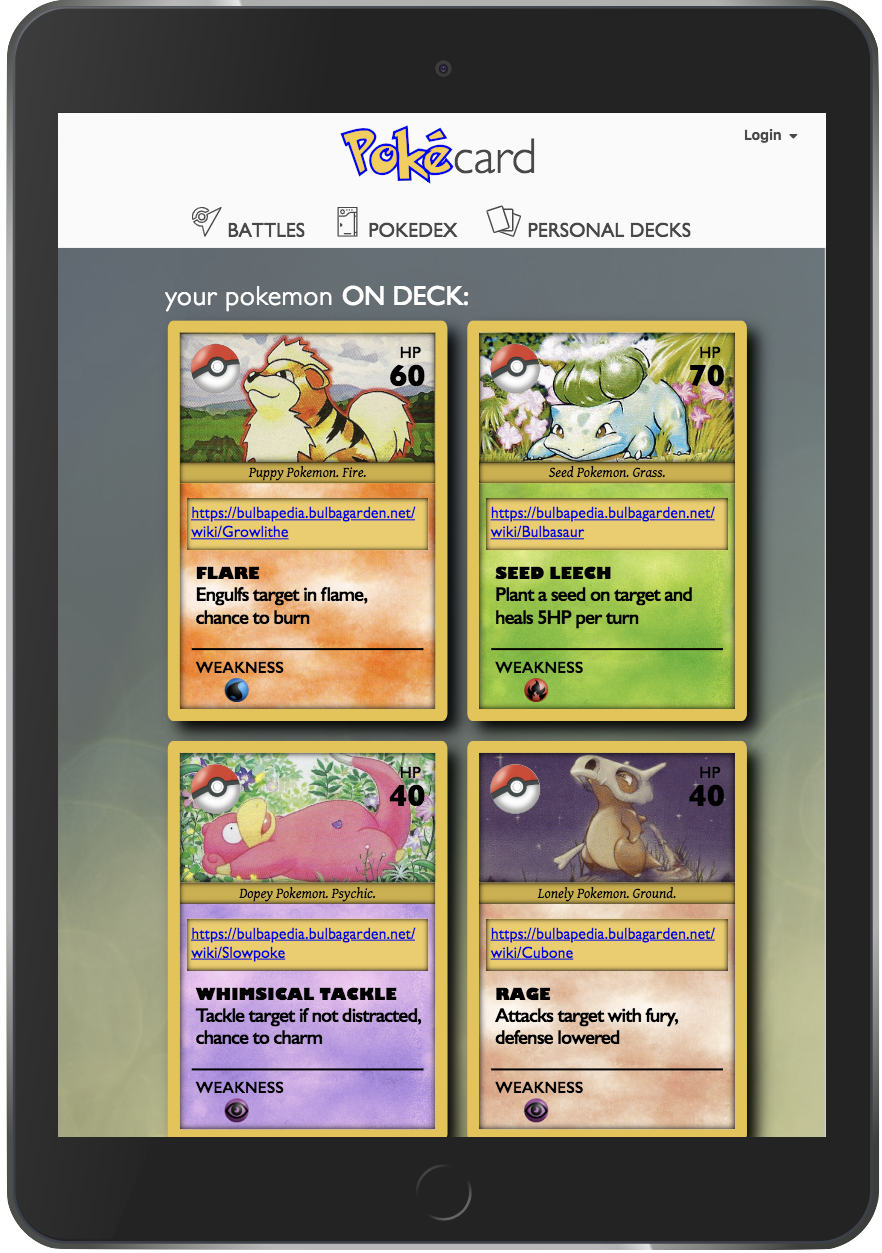 Login
Pokécard
BATTLES POKEDEX PERSONAL DECKS
your pokemon ON DECK:
HP
60
Puppy Pokemon. Fire.
https://bulbapedia.bulbagarden.net/
wiki/Growlithe
FLARE
Engulfs target in flame,
chance to burn
WEAKNESS
HP
70
Seed Pokemon. Grass.
https://bulbapedia.bulbagarden.net/
wiki/Bulbasaur
SEED LEECH
Plant a seed on target and
heals 5HP per turn
WEAKNESS
HP
40
Dopey Pokemon. Psychic.
https://bulbapedia.bulbagarden.net/
wiki/Slowpoke
WHIMSICAL TACKLE
Tackle target if not distracted,
chance to charm
WEAKNESS
HP
40
Lonely Pokemon. Ground.
https://bulbapedia.bulbagarden.net/
wiki/Cubone
RAGE
Attacks target with fury,
defense lowered
WEAKNESS